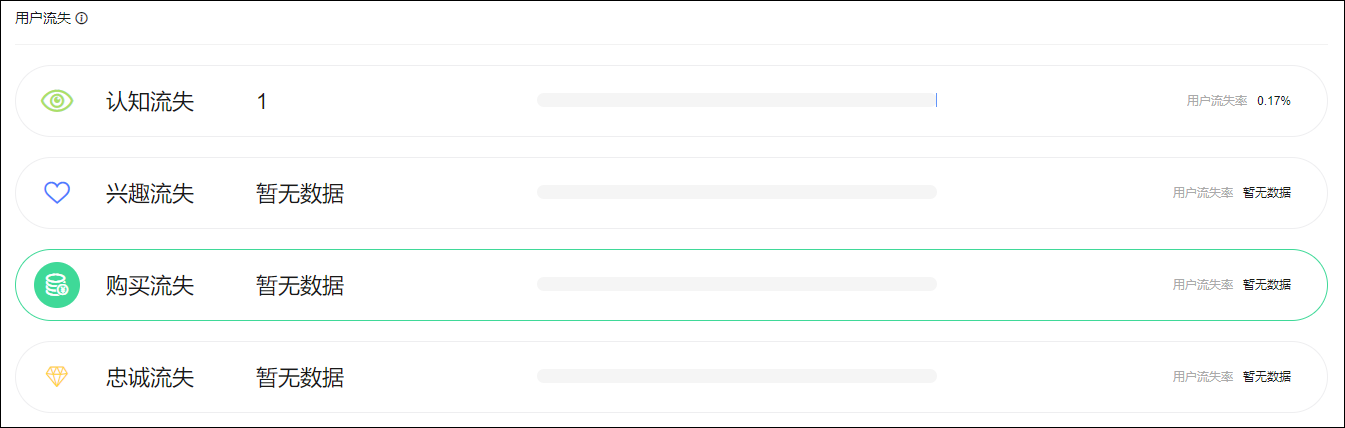 用户流失
认知流失 1 用户流失率 0.17%
兴趣流失 暂无数据 用户流失率 暂无数据
购买流失 暂无数据 用户流失率 暂无数据
忠诚流失 暂无数据 用户流失率 暂无数据